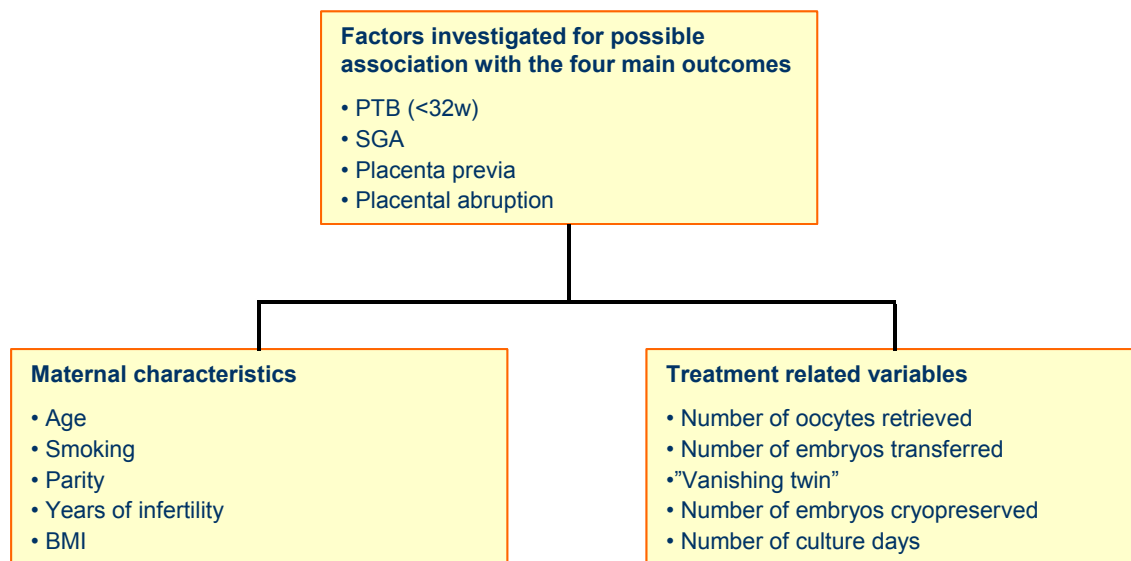 Factors investigated for possible
association with the four main outcomes
• PTB (<32w)
• SGA
• Placenta previa
• Placental abruption
Maternal characteristics
• Age
• Smoking
• Parity
• Years of infertility
• BMI
Treatment related variables
• Number of oocytes retrieved
• Number of embryos transferred
•”Vanishing twin”
• Number of embryos cryopreserved
• Number of culture days